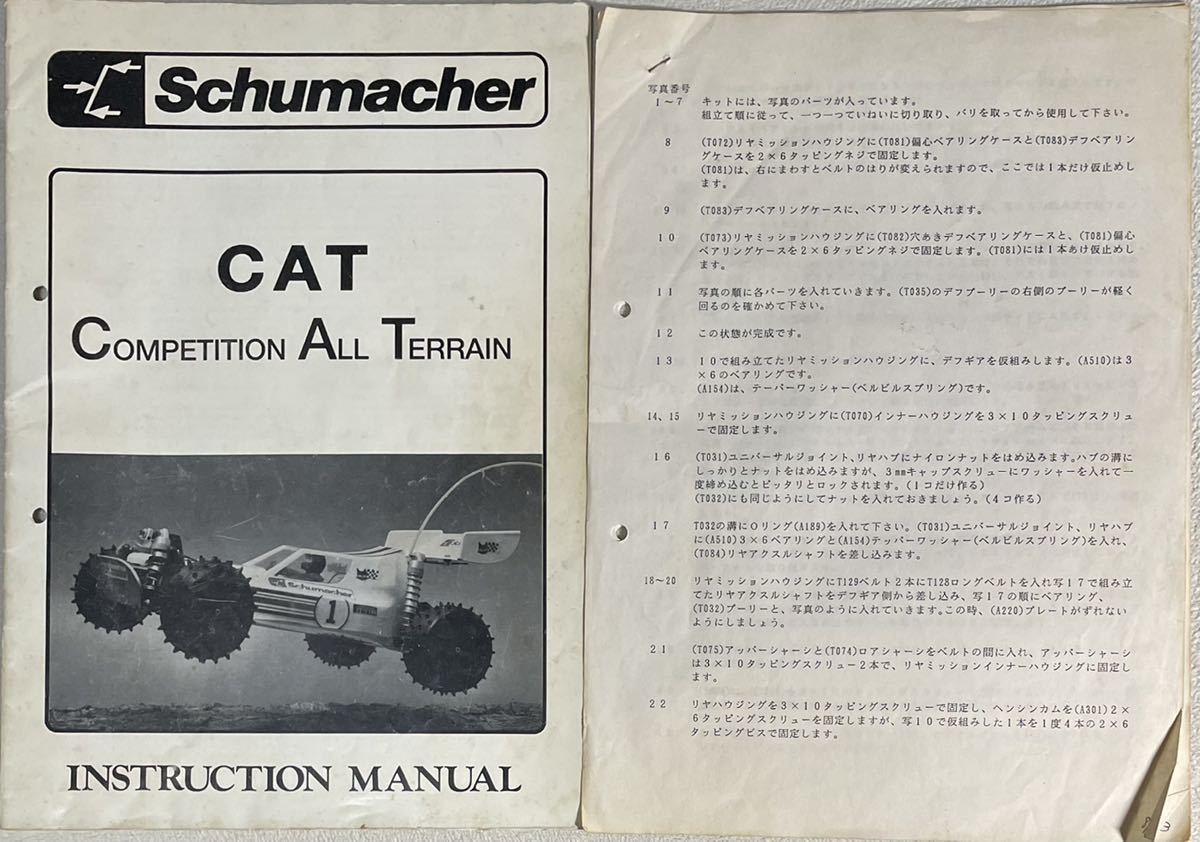 Schumacher
CAT
COMPETITION ALL TERRAIN
Schumacher
1
INSTRUCTION MANUAL
写真番号
1~7 キットには、写真のパーツが入っています。
組立て順に従って、一つ一つていねいに切り取り、バリを取ってから使用して下さい。
8 (T072)リヤミッションハウジングに(T081)偏心ベアリングケースと(T083)デフベアリン
グケースを2×6タッピングネジで固定します。
(T081)は、右にまわすとベルトのはりが変えられますので、ここでは1本だけ仮止めし
ます。
9 (T083)デフベアリングケースに、ベアリングを入れます。
10 (T073)リヤミッションハウジングに(T082)穴あきデフベアリングケースと、(T081)偏心
ベアリングケースを2×6タッピングネジで固定します。(T081)には1本あけ仮止めし
ます。
11 写真の順に各パーツを入れていきます。(T035)のデフプーリーの右側のプーリーが軽く
回るのを確かめて下さい。
12 この状態が完成です。
13 10で組み立てたリヤミッションハウジングに、デフギアを仮組みします。(A510)は3
×6のベアリングです。
(A154)は、テーパーワッシャー(ベルビルスプリング)です。
14、15 リヤミッションハウジングに(T070)インナーハウジングを3×10タッピングスクリュ
ーで固定します。
16 (T031)ユニバーサルジョイント、リヤハブにナイロンナットをはめ込みます。ハブの溝に
しっかりとナットをはめ込みますが、3mmキャップスクリューにワッシャーを入れて一
度締め込むとピッタリとロックされます。(1コだけ作る)
(T032)にも同じようにしてナットを入れておきましょう。(4コ作る)
17 T032の溝にOリング(A189)を入れて下さい。(T031)ユニバーサルジョイント、リヤハブ
に(A510)3×6ベアリングと(A154)テッパーワッシャー(ベルビルスプリング)を入れ、
(T084)リヤアクスルシャフトを差し込みます。
18~20 リヤミッションハウジングにT129ベルト2本にT128ロングベルトを入れ写17で組み立
てたリヤアクスルシャフトをデフギア側から差し込み、写17の順にベアリング、
(T032)プーリーと、写真のように入れていきます。この時、(A220)プレートがずれない
ようにしましょう。
21 (T075)アッパーシャーシと(T074)ロアシャーシをベルトの間に入れ、アッパーシャーシ
は3×10タッピングスクリュー2本で、リヤミッションインナーハウジングに固定し
ます。
22 リヤハウジングを3×10タッピングスクリューで固定し、ヘンシンカムを(A301)2×
6タッピングスクリューを固定しますが、写10で仮組みした1本を1度4本の2×6
タッピングビスで固定します。
3